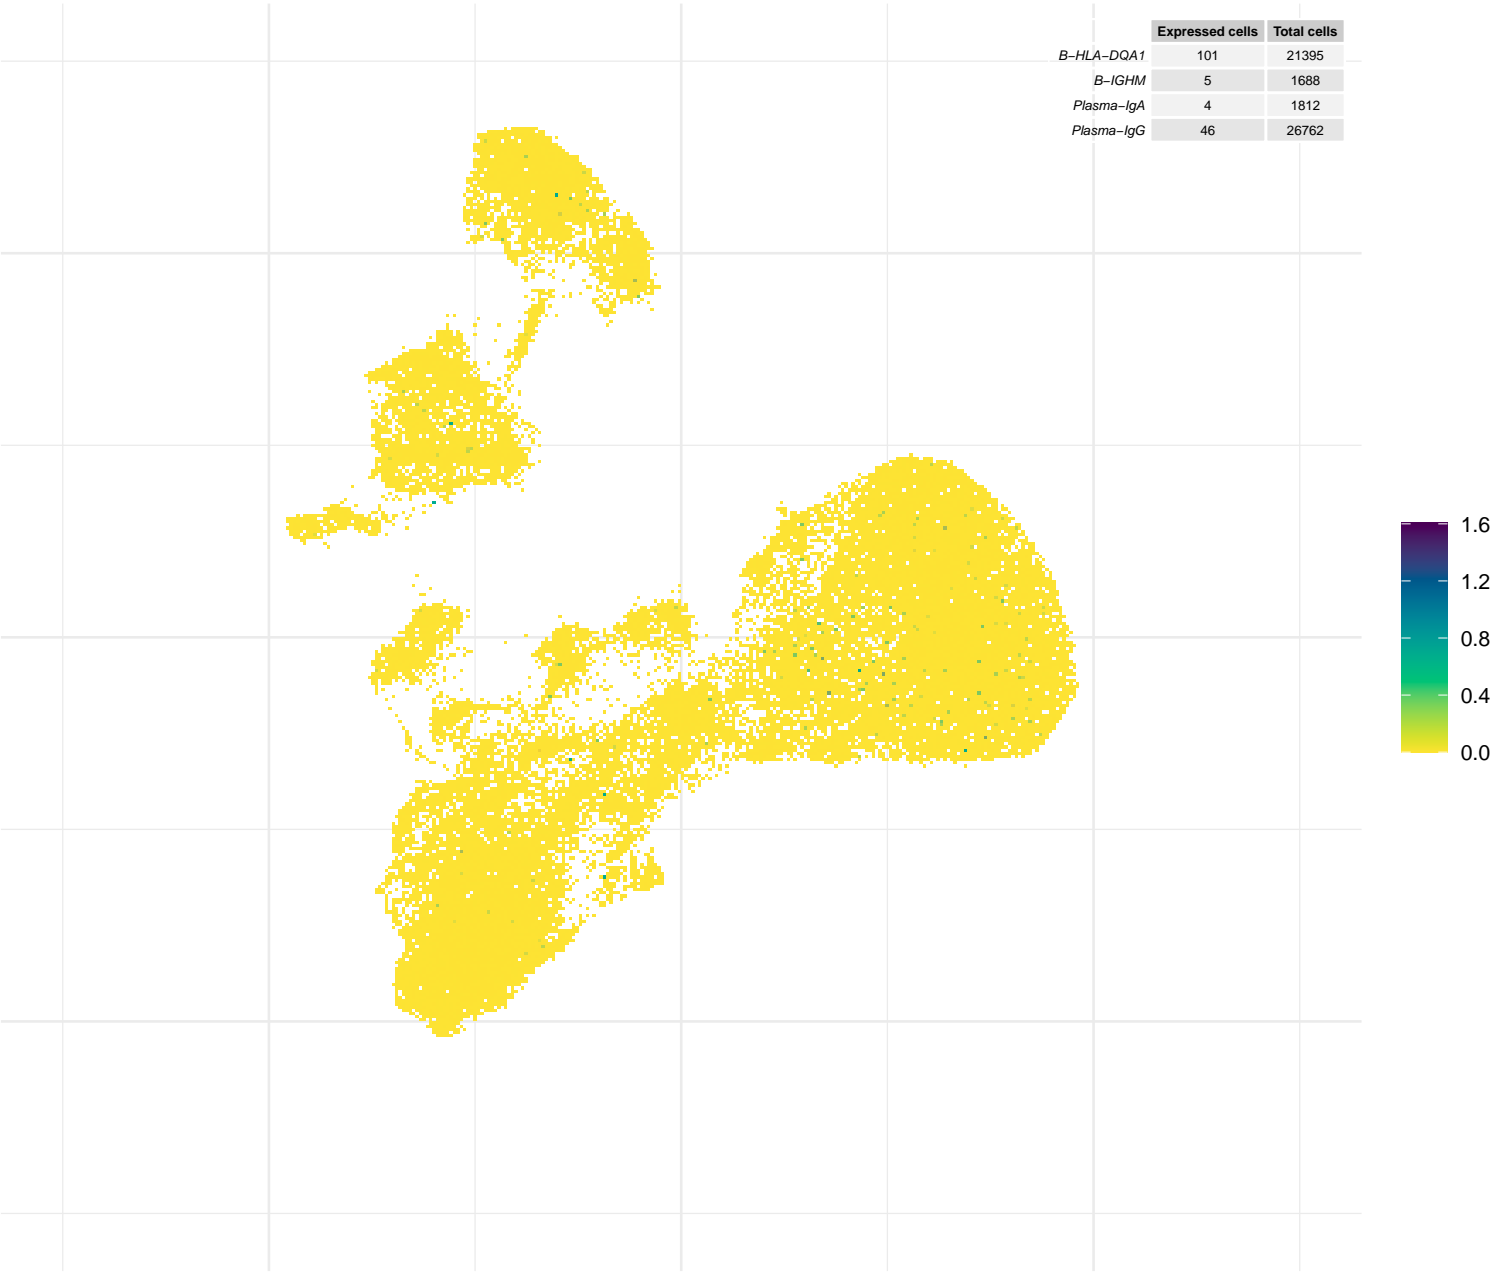 Expressed cells Total cells
B−HLA−DQA1 101 21395
B−IGHM 5 1688
Plasma−IgA 4 1812
Plasma−IgG 46 26762
1.6
1.2
0.8
0.4
0.0